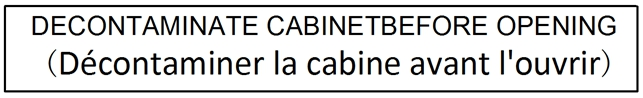 DECONTAMINATE CABINETBEFORE OPENING
（Décontaminer la cabine avant l'ouvrir）